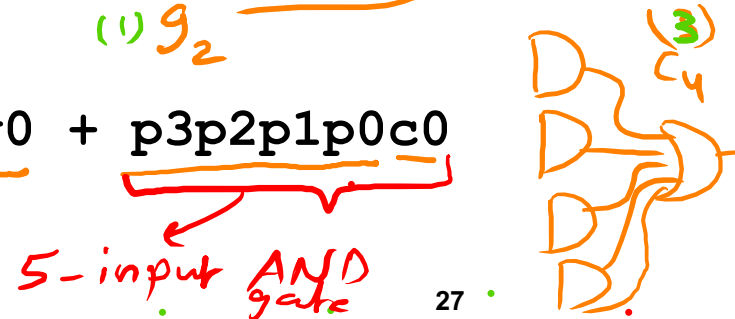 (1) g2
(3)
c4
0 + p3p2p1p0c0
5-input AND
gate
27